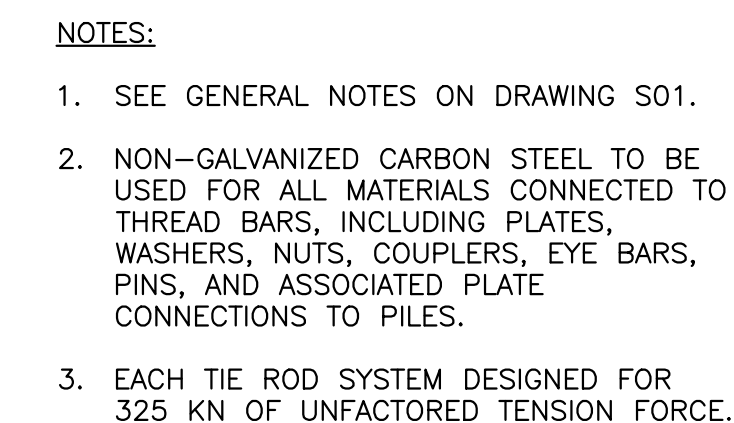 NOTES:
1. SEE GENERAL NOTES ON DRAWING S01.
2. NON-GALVANIZED CARBON STEEL TO BE
USED FOR ALL MATERIALS CONNECTED TO
THREAD BARS, INCLUDING PLATES,
WASHERS, NUTS, COUPLERS, EYE BARS,
PINS, AND ASSOCIATED PLATE
CONNECTIONS TO PILES.
3. EACH TIE ROD SYSTEM DESIGNED FOR
325 KN OF UNFACTORED TENSION FORCE.